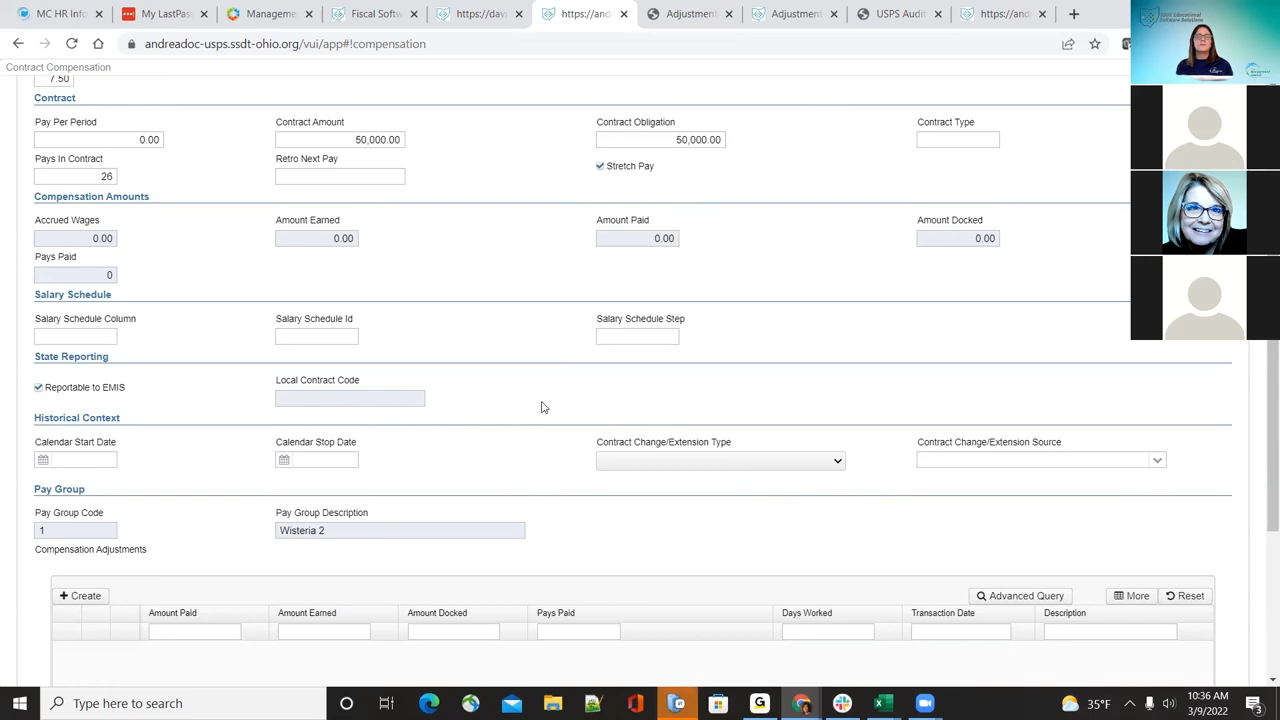 MC HR Info
My LastPass
Manageme
Fiscal Softw
https://and
https://and
Adjustment
Adjustment
US
https://and
andreadoc-usps.ssdt-ohio.org/vui/app#!compensation
Contract Compensation
7.50
Contract
Pay Per Period
Contract Amount
Contract Obligation
Contract Type
0.00
50,000.00
50,000.00
Pays In Contract
Retro Next Pay
Stretch Pay
26
Compensation Amounts
Accrued Wages
Amount Earned
Amount Paid
Amount Docked
0.00
0.00
0.00
0.00
Pays Paid
0
Salary Schedule
Salary Schedule Column
Salary Schedule Id
Salary Schedule Step
State Reporting
Reportable to EMIS
Local Contract Code
Historical Context
Calendar Start Date
Calendar Stop Date
Contract Change/Extension Type
Contract Change/Extension Source
Pay Group
Pay Group Code
Pay Group Description
1
Wisteria 2
Compensation Adjustments
Create
Advanced Query
More
Reset
Amount Paid
Amount Earned
Amount Docked
Pays Paid
Days Worked
Transaction Date
Description
Type here to search
35°F
10:36 AM
3/9/2022
3